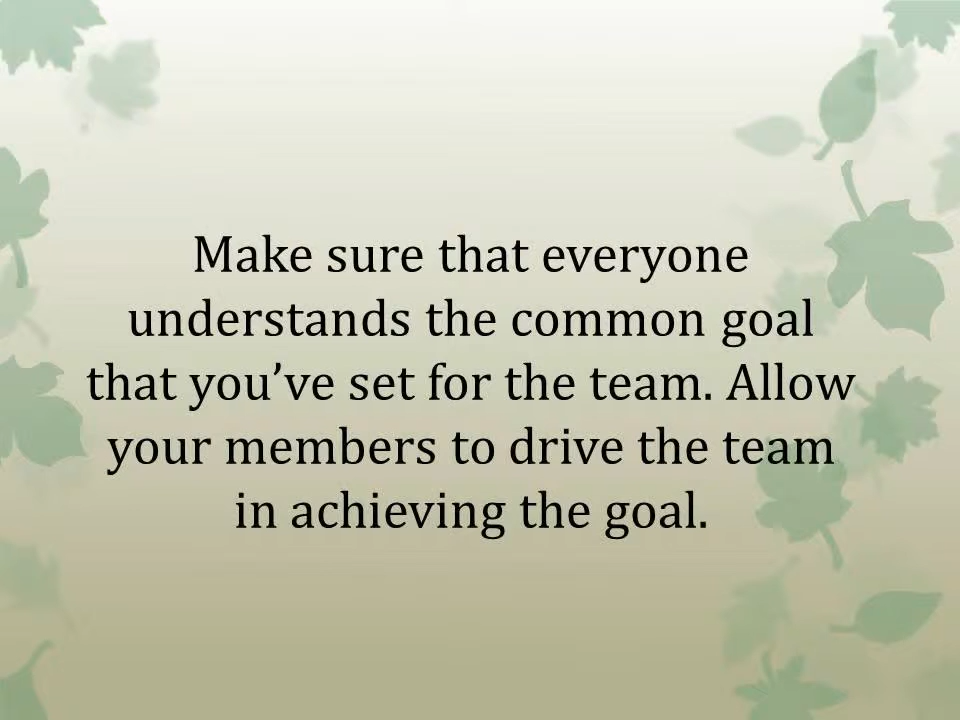 Make sure that everyone
understands the common goal
that you’ve set for the team. Allow
your members to drive the team
in achieving the goal.